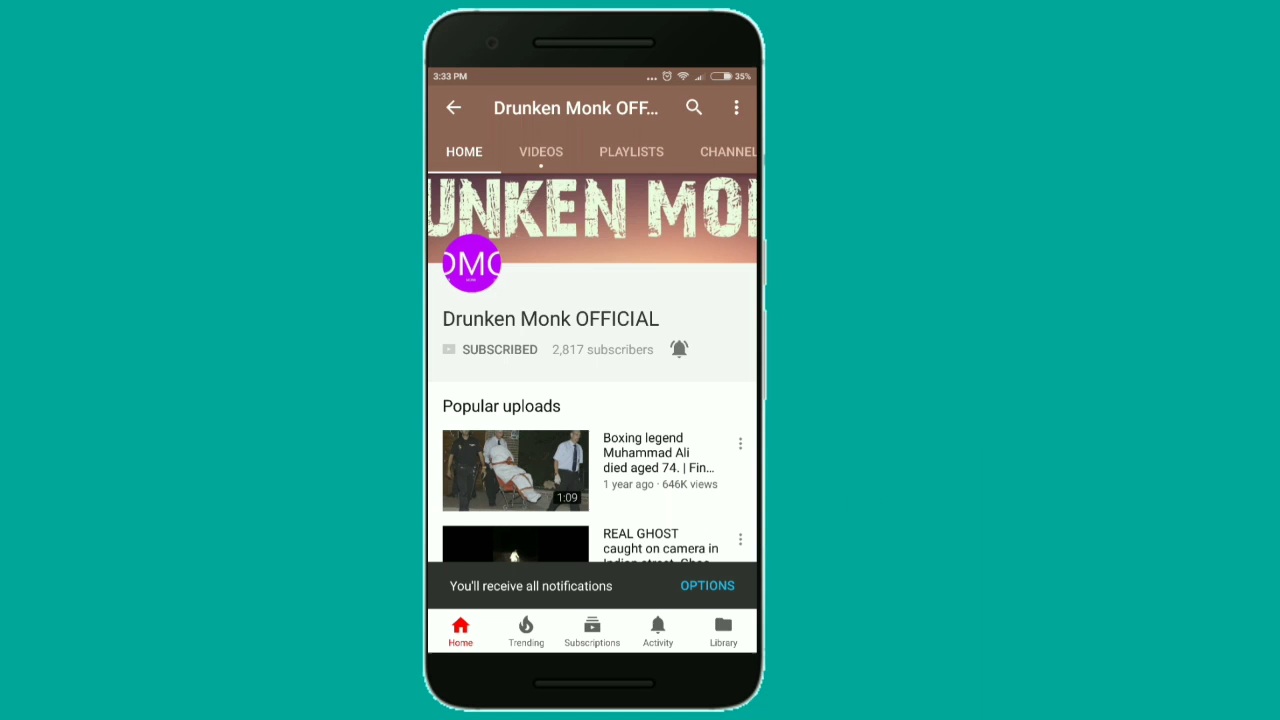 3:33 PM ... 35%
Drunken Monk OFF...
HOME VIDEOS PLAYLISTS CHANNEL
UNKEN MO
OMO
Drunken Monk OFFICIAL
SUBSCRIBED 2,817 subscribers
Popular uploads
Boxing legend
Muhammad Ali
died aged 74. | Fin...
1 year ago · 646K views
1:09
REAL GHOST
caught on camera in
You'll receive all notifications OPTIONS
Home Trending Subscriptions Activity Library